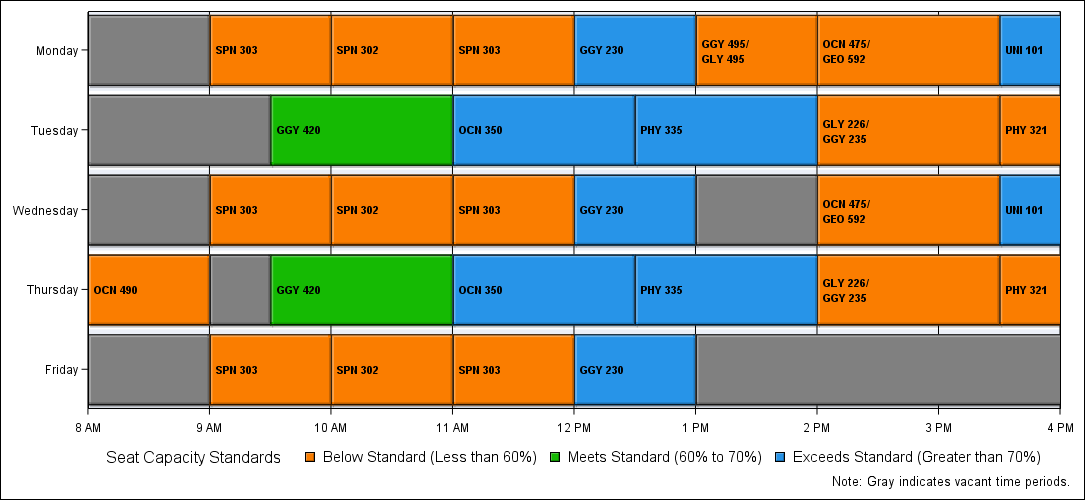 Monday
SPN 303
SPN 302
SPN 303
GGY 230
GGY 495/
GLY 495
OCN 475/
GEO 592
UNI 101
Tuesday
GGY 420
OCN 350
PHY 335
GLY 226/
GGY 235
PHY 321
Wednesday
SPN 303
SPN 302
SPN 303
GGY 230
OCN 475/
GEO 592
UNI 101
Thursday
OCN 490
GGY 420
OCN 350
PHY 335
GLY 226/
GGY 235
PHY 321
Friday
SPN 303
SPN 302
SPN 303
GGY 230
8 AM 9 AM 10 AM 11 AM 12 PM 1 PM 2 PM 3 PM 4 PM
Seat Capacity Standards Below Standard (Less than 60%) Meets Standard (60% to 70%) Exceeds Standard (Greater than 70%)
Note: Gray indicates vacant time periods.